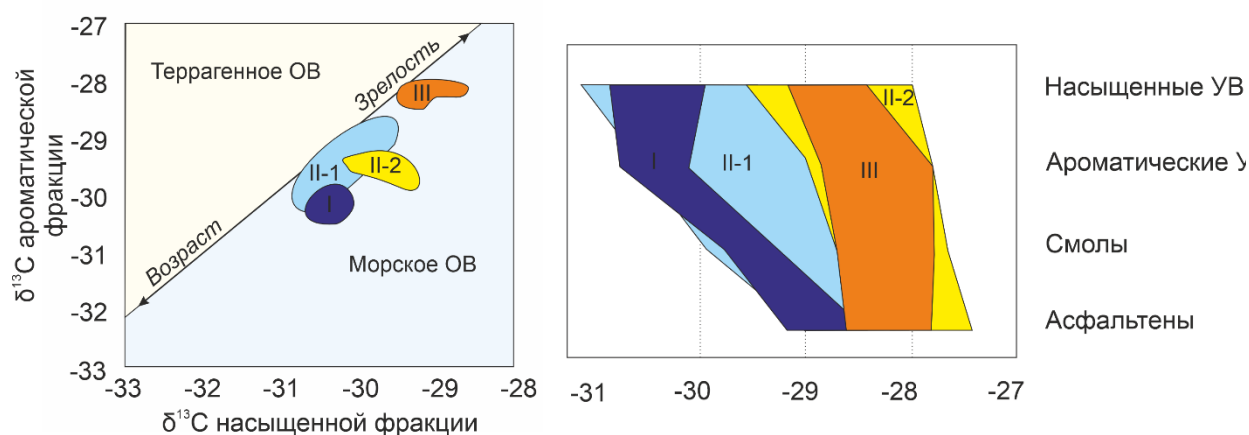 -27
-28
-29
-30
-31
-32
-33
δ¹³C ароматической
фракции
Террагенное ОВ
Зрелость
III
II-1
II-2
I
Возраст
Морское ОВ
-33 -32 -31 -30 -29 -28
δ¹³C насыщенной фракции
I
II-1
III
II-2
-31 -30 -29 -28 -27
Насыщенные УВ
Ароматические У
Смолы
Асфальтены